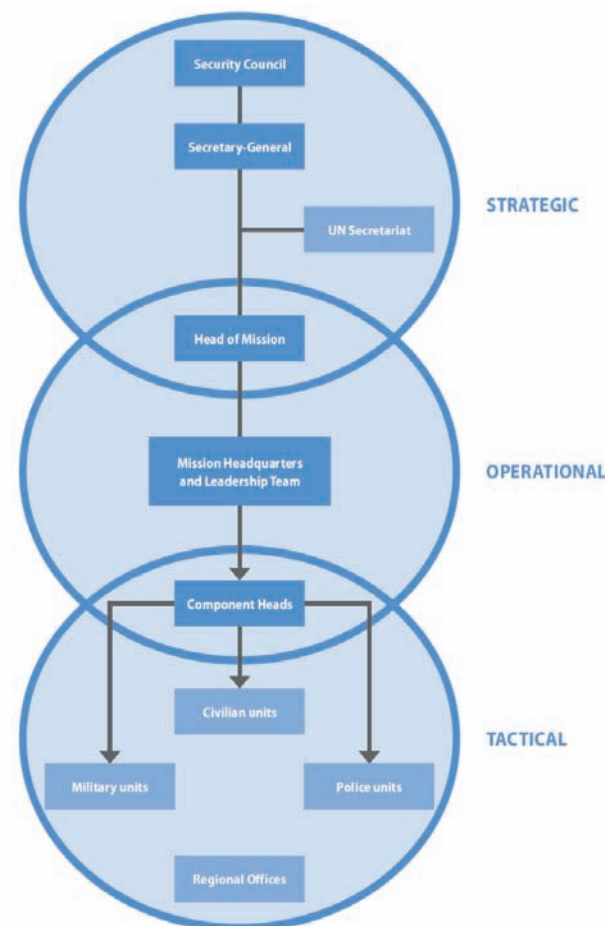 Security Council
Secretary-General
STRATEGIC
UN Secretariat
Head of Mission
Mission Headquarters
and Leadership Team
OPERATIONAL
Component Heads
Civilian units
TACTICAL
Military units
Police units
Regional Offices